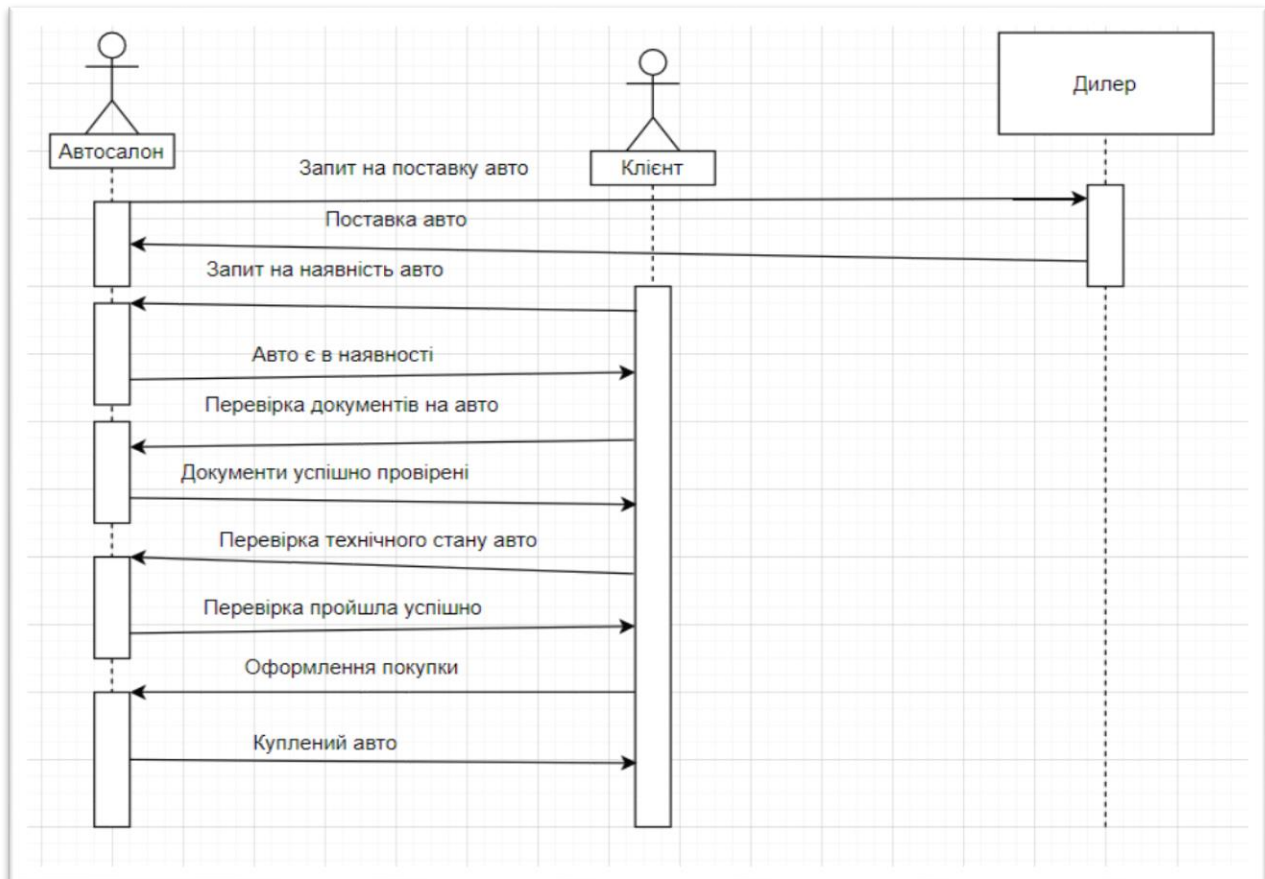 Дилер
Автосалон
Клієнт
Запит на поставку авто
Поставка авто
Запит на наявність авто
Авто є в наявності
Перевірка документів на авто
Документи успішно провірені
Перевірка технічного стану авто
Перевірка пройшла успішно
Оформлення покупки
Куплений авто